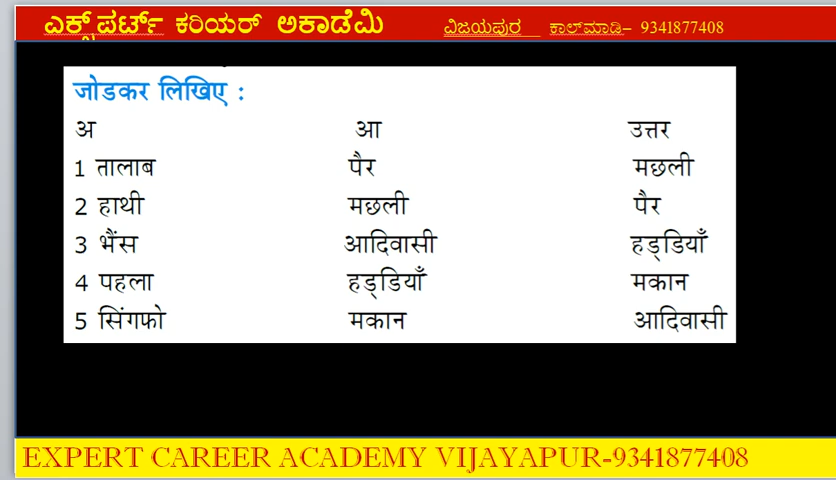 ಎಕ್ಸ್‌ಪರ್ಟ್ ಕರಿಯರ್ ಅಕಾಡೆಮಿ ವಿಜಯಪುರ ಕಾಲ್‌ಮಾಡಿ– 9341877408
जोडकर लिखिए :
अ आ उत्तर
1 तालाब पैर मछली
2 हाथी मछली पैर
3 भैंस आदिवासी हड्डियाँ
4 पहला हड्डियाँ मकान
5 सिंगफो मकान आदिवासी
EXPERT CAREER ACADEMY VIJAYAPUR-9341877408